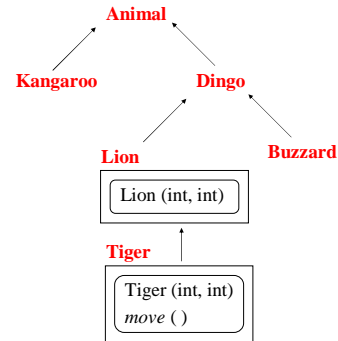 Animal
Kangaroo Dingo
Lion Buzzard
Lion (int, int)
Tiger
Tiger (int, int)
move ( )